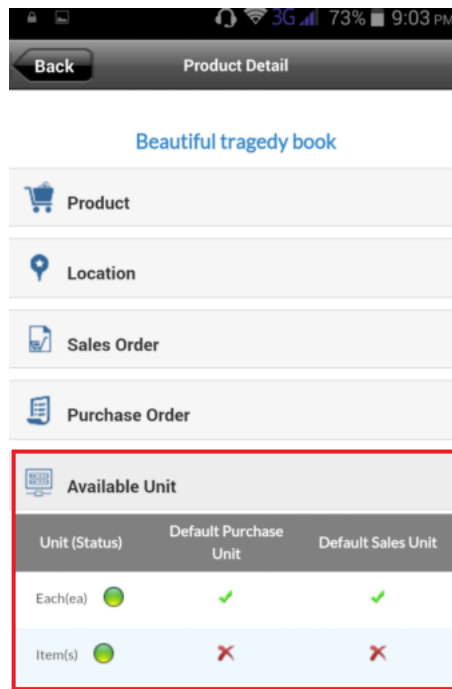 3G 73% 9:03 PM
Back Product Detail
Beautiful tragedy book
Product
Location
Sales Order
Purchase Order
Available Unit
Unit (Status) Default Purchase Unit Default Sales Unit
Each(ea)
Item(s)